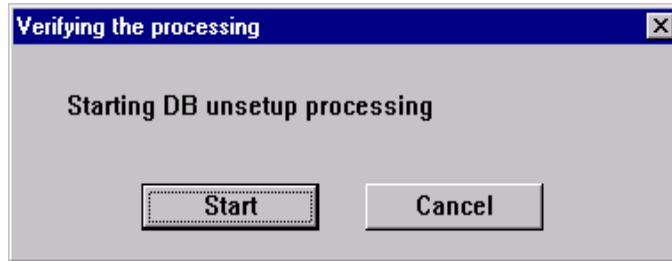 Verifying the processing
Starting DB unsetup processing
Start
Cancel